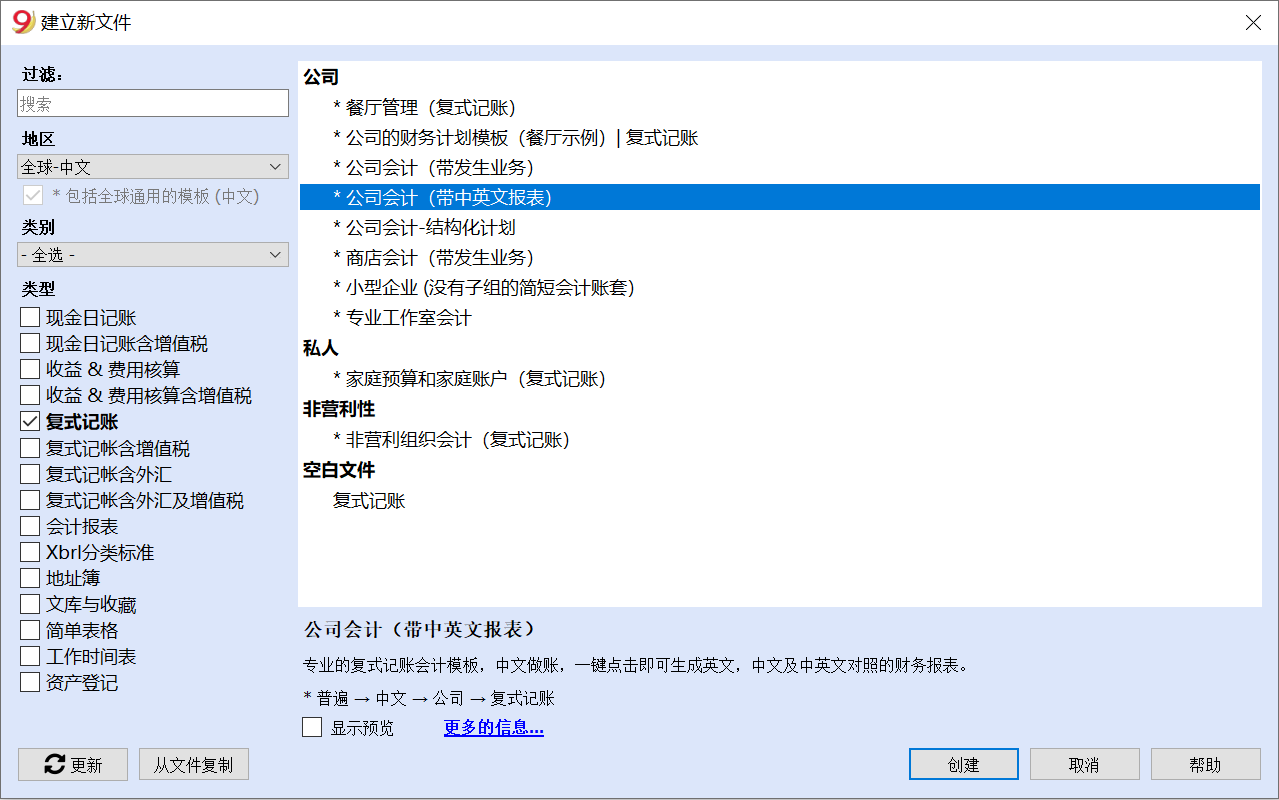 建立新文件
过滤：
搜索
地区
全球-中文
* 包括全球通用的模板 (中文)
类别
- 全选 -
类型
现金日记账
现金日记账含增值税
收益 & 费用核算
收益 & 费用核算含增值税
复式记账
复式记帐含增值税
复式记帐含外汇
复式记帐含外汇及增值税
会计报表
Xbrl分类标准
地址簿
文库与收藏
简单表格
工作时间表
资产登记
公司
* 餐厅管理（复式记账）
* 公司的财务计划模板（餐厅示例）| 复式记账
* 公司会计（带发生业务）
* 公司会计（带中英文报表）
* 公司会计-结构化计划
* 商店会计（带发生业务）
* 小型企业 (没有子组的简短会计账套)
* 专业工作室会计
私人
* 家庭预算和家庭账户（复式记账）
非营利性
* 非营利组织会计（复式记账）
空白文件
复式记账
公司会计（带中英文报表）
专业的复式记账会计模板，中文做账，一键点击即可生成英文，中文及中英文对照的财务报表。
* 普遍 → 中文 → 公司 → 复式记账
显示预览 更多的信息...
更新 从文件复制 创建 取消 帮助